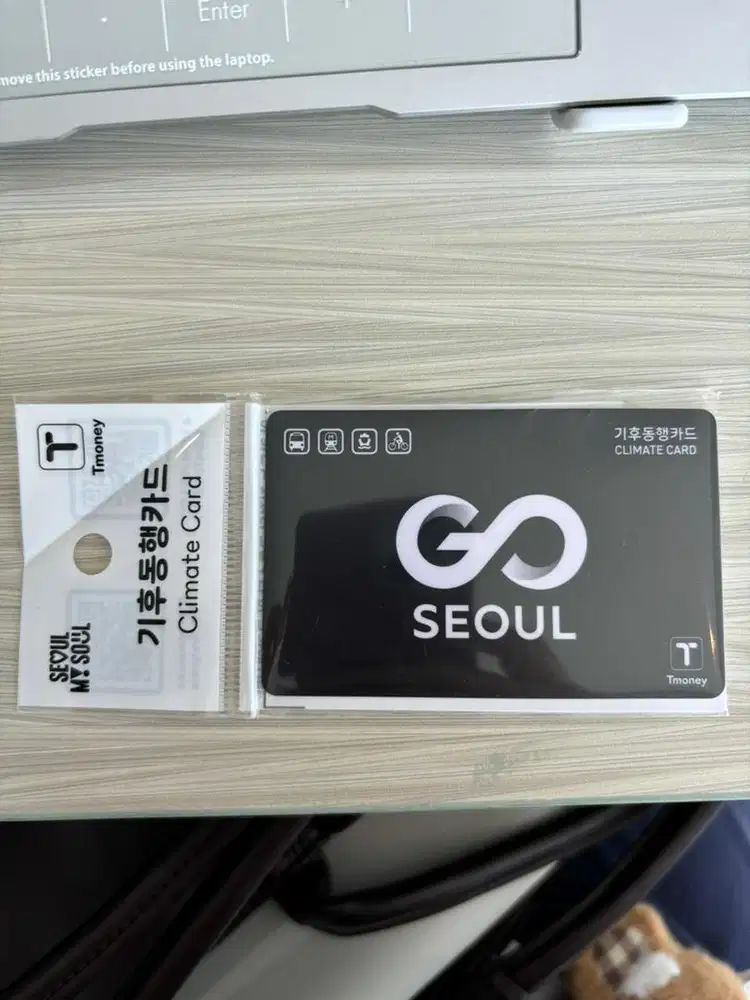 Enter
move this sticker before using the laptop.
Tmoney
기후동행카드
Climate Card
SEOUL
MY SOUL
기후동행카드
CLIMATE CARD
GO
SEOUL
T
Tmoney